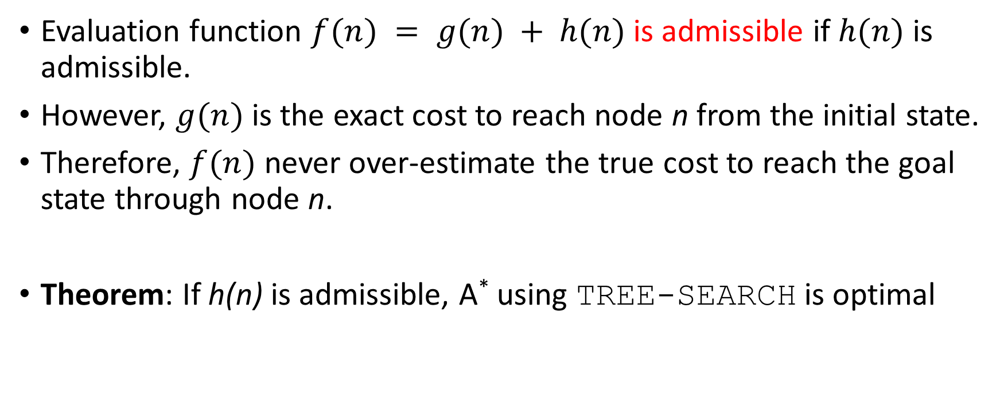 • Evaluation function f(n) = g(n) + h(n) is admissible if h(n) is
admissible.
• However, g(n) is the exact cost to reach node n from the initial state.
• Therefore, f(n) never over-estimate the true cost to reach the goal
state through node n.
• Theorem: If h(n) is admissible, A* using TREE-SEARCH is optimal